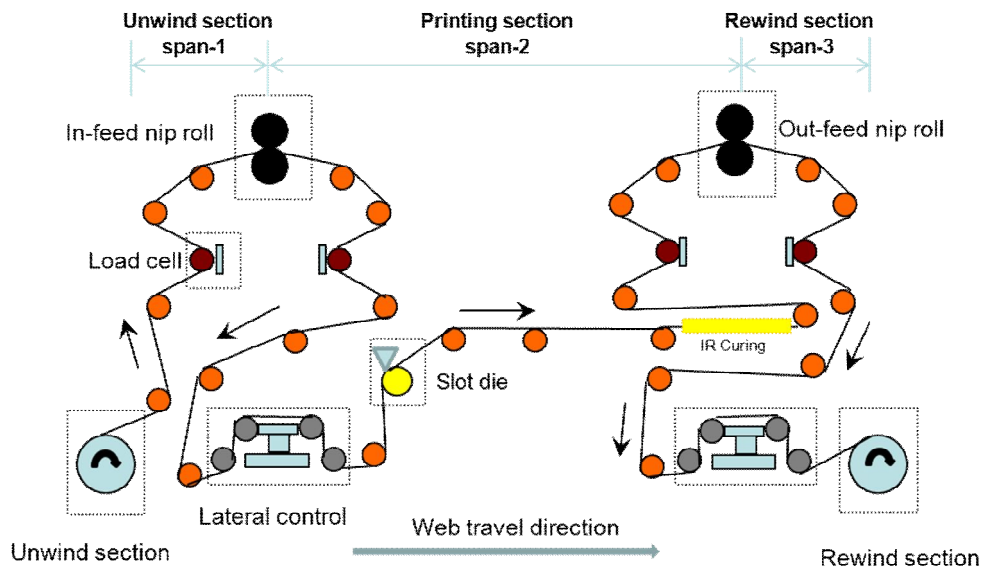 Unwind section
span-1
Printing section
span-2
Rewind section
span-3
In-feed nip roll
Out-feed nip roll
Load cell
IR Curing
Slot die
Lateral control
Web travel direction
Unwind section
Rewind section